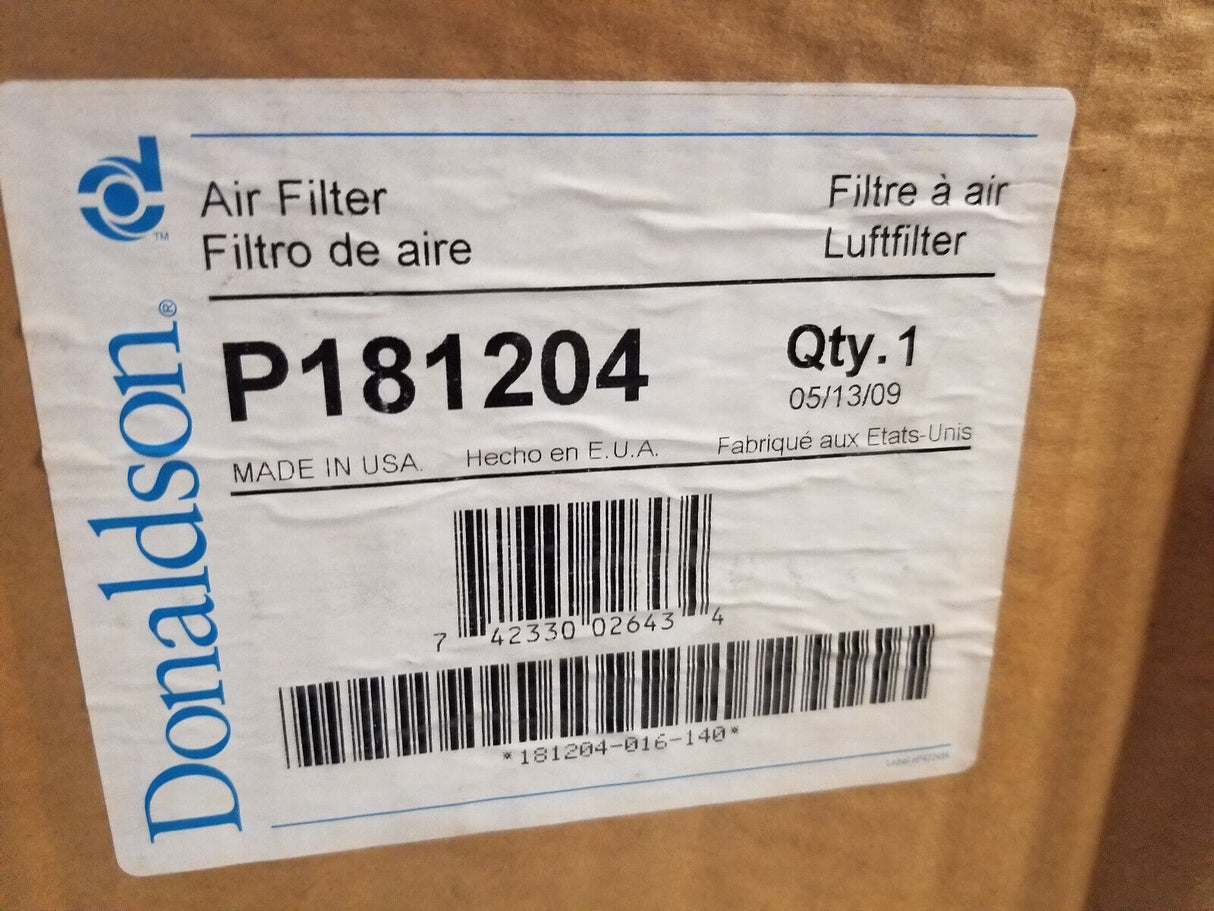 Donaldson®
™
Air Filter
Filtro de aire
Filtre à air
Luftfilter
P181204
Qty.1
05/13/09
MADE IN USA.
Hecho en E.U.A.
Fabriqué aux Etats-Unis
7 42330 02643 4
*181204-016-140*